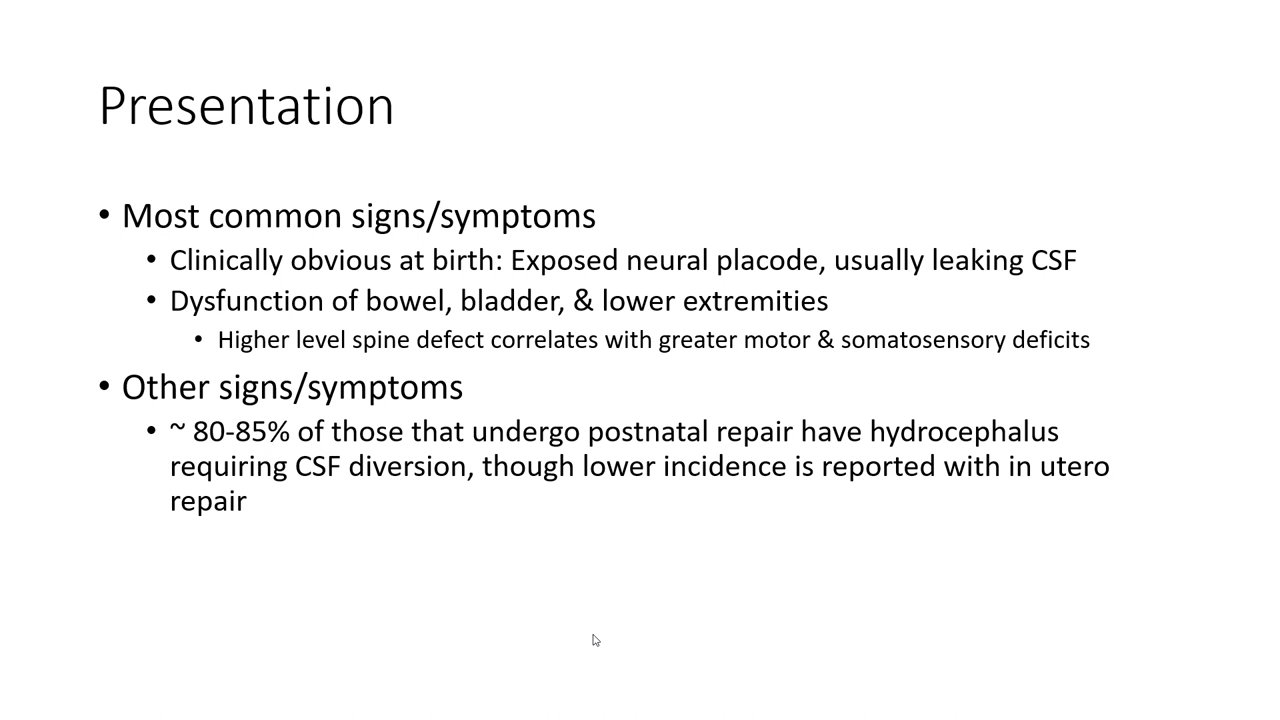 Presentation
• Most common signs/symptoms
• Clinically obvious at birth: Exposed neural placode, usually leaking CSF
• Dysfunction of bowel, bladder, & lower extremities
• Higher level spine defect correlates with greater motor & somatosensory deficits
• Other signs/symptoms
• ~ 80-85% of those that undergo postnatal repair have hydrocephalus
requiring CSF diversion, though lower incidence is reported with in utero
repair